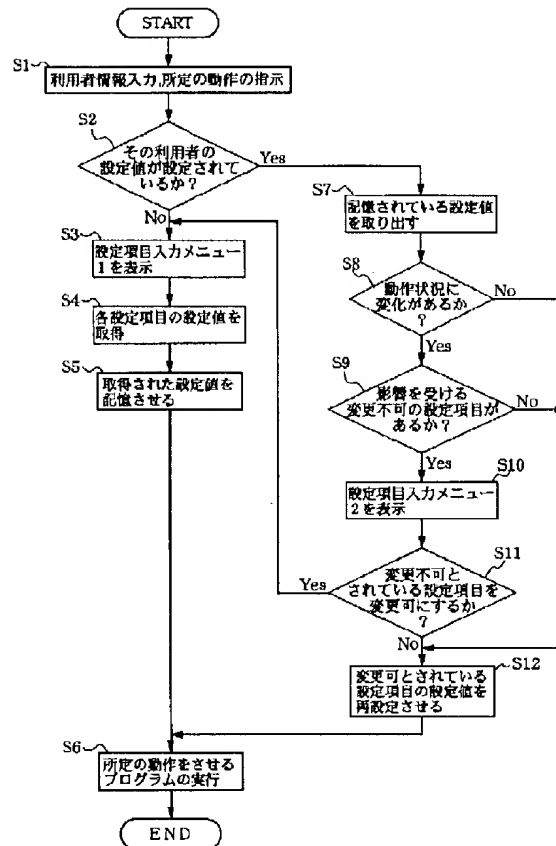 START
S1
利用者情報入力,所定の動作の指示
S2
その利用者の
設定値が設定されて
いるか?
Yes
No
S3
設定項目入力メニュー
1を表示
S4
各設定項目の設定値を
取得
S5
取得された設定値を
記憶させる
S7
記憶されている設定値
を取り出す
S8
動作状況に
変化があるか
?
No
Yes
S9
影響を受ける
変更不可の設定項目が
あるか?
No
Yes
S10
設定項目入力メニュー
2を表示
S11
変更不可と
されている設定項目を
変更可にするか
?
Yes
No
S12
変更可とされている
設定項目の設定値を
再設定させる
S6
所定の動作をさせる
プログラムの実行
END